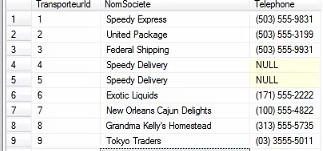 TransporteurId NomSociete Telephone
1 1 Speedy Express (503) 555-9831
2 2 United Package (503) 555-3199
3 3 Federal Shipping (503) 555-9931
4 4 Speedy Delivery NULL
5 5 Speedy Delivery NULL
6 6 Exotic Liquids (171) 555-2222
7 7 New Orleans Cajun Delights (100) 555-4822
8 8 Grandma Kelly's Homestead (313) 555-5735
9 9 Tokyo Traders (03) 3555-5011